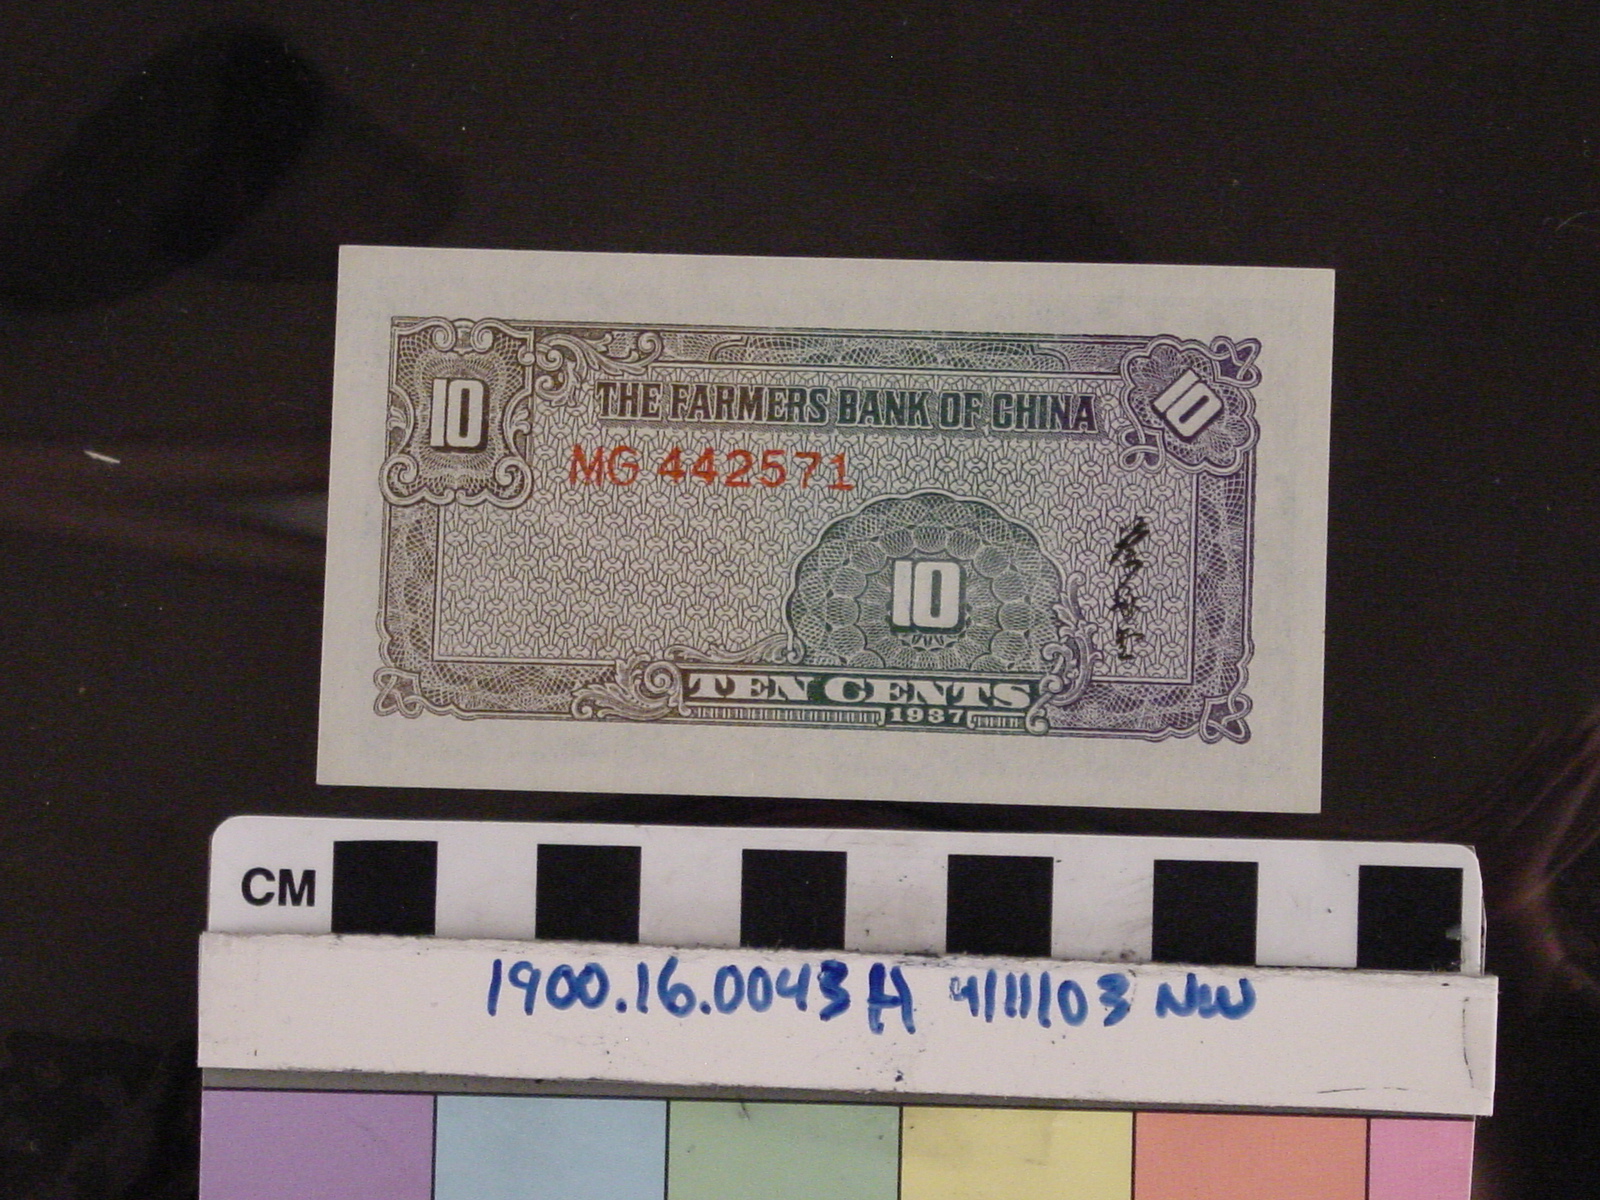 10 THE FARMERS BANK OF CHINA 10
MG 442571
10
TEN CENTS
1937
CM
1900.16.0043A 4/11/03 NW